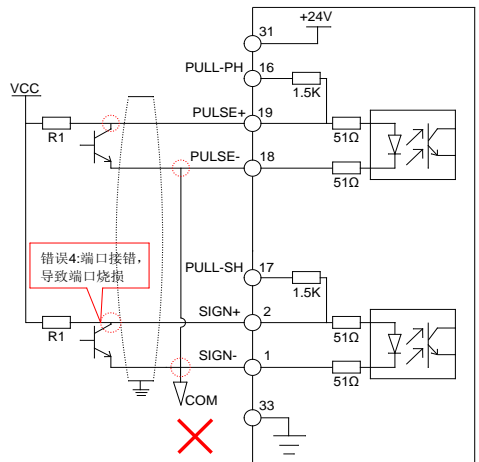 +24V
31
PULL-PH
16
1.5K
VCC
PULSE+
19
R1
51Ω
PULSE-
18
51Ω
错误4:端口接错，
导致端口烧损
PULL-SH
17
1.5K
SIGN+
2
R1
51Ω
SIGN-
1
51Ω
COM
33